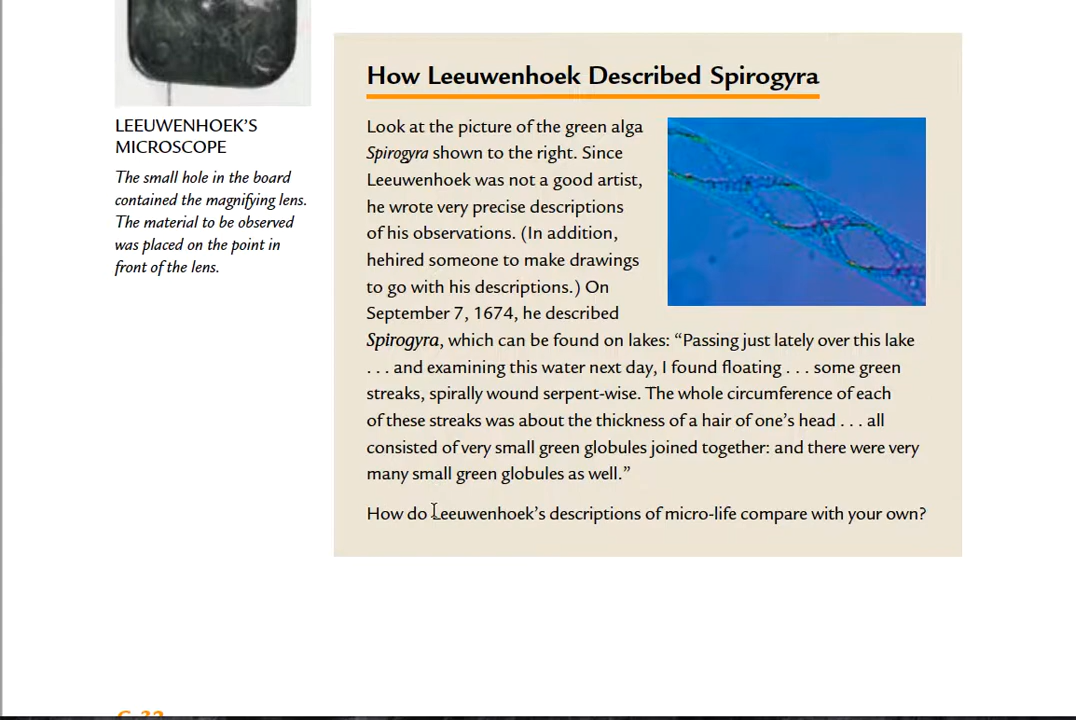 LEEUWENHOEK'S
MICROSCOPE
The small hole in the board
contained the magnifying lens.
The material to be observed
was placed on the point in
front of the lens.
How Leeuwenhoek Described Spirogyra
Look at the picture of the green alga
Spirogyra shown to the right. Since
Leeuwenhoek was not a good artist,
he wrote very precise descriptions
of his observations. (In addition,
hehired someone to make drawings
to go with his descriptions.) On
September 7, 1674, he described
Spirogyra, which can be found on lakes: “Passing just lately over this lake
. . . and examining this water next day, I found floating . . . some green
streaks, spirally wound serpent-wise. The whole circumference of each
of these streaks was about the thickness of a hair of one’s head . . . all
consisted of very small green globules joined together: and there were very
many small green globules as well.”
How do Leeuwenhoek’s descriptions of micro-life compare with your own?